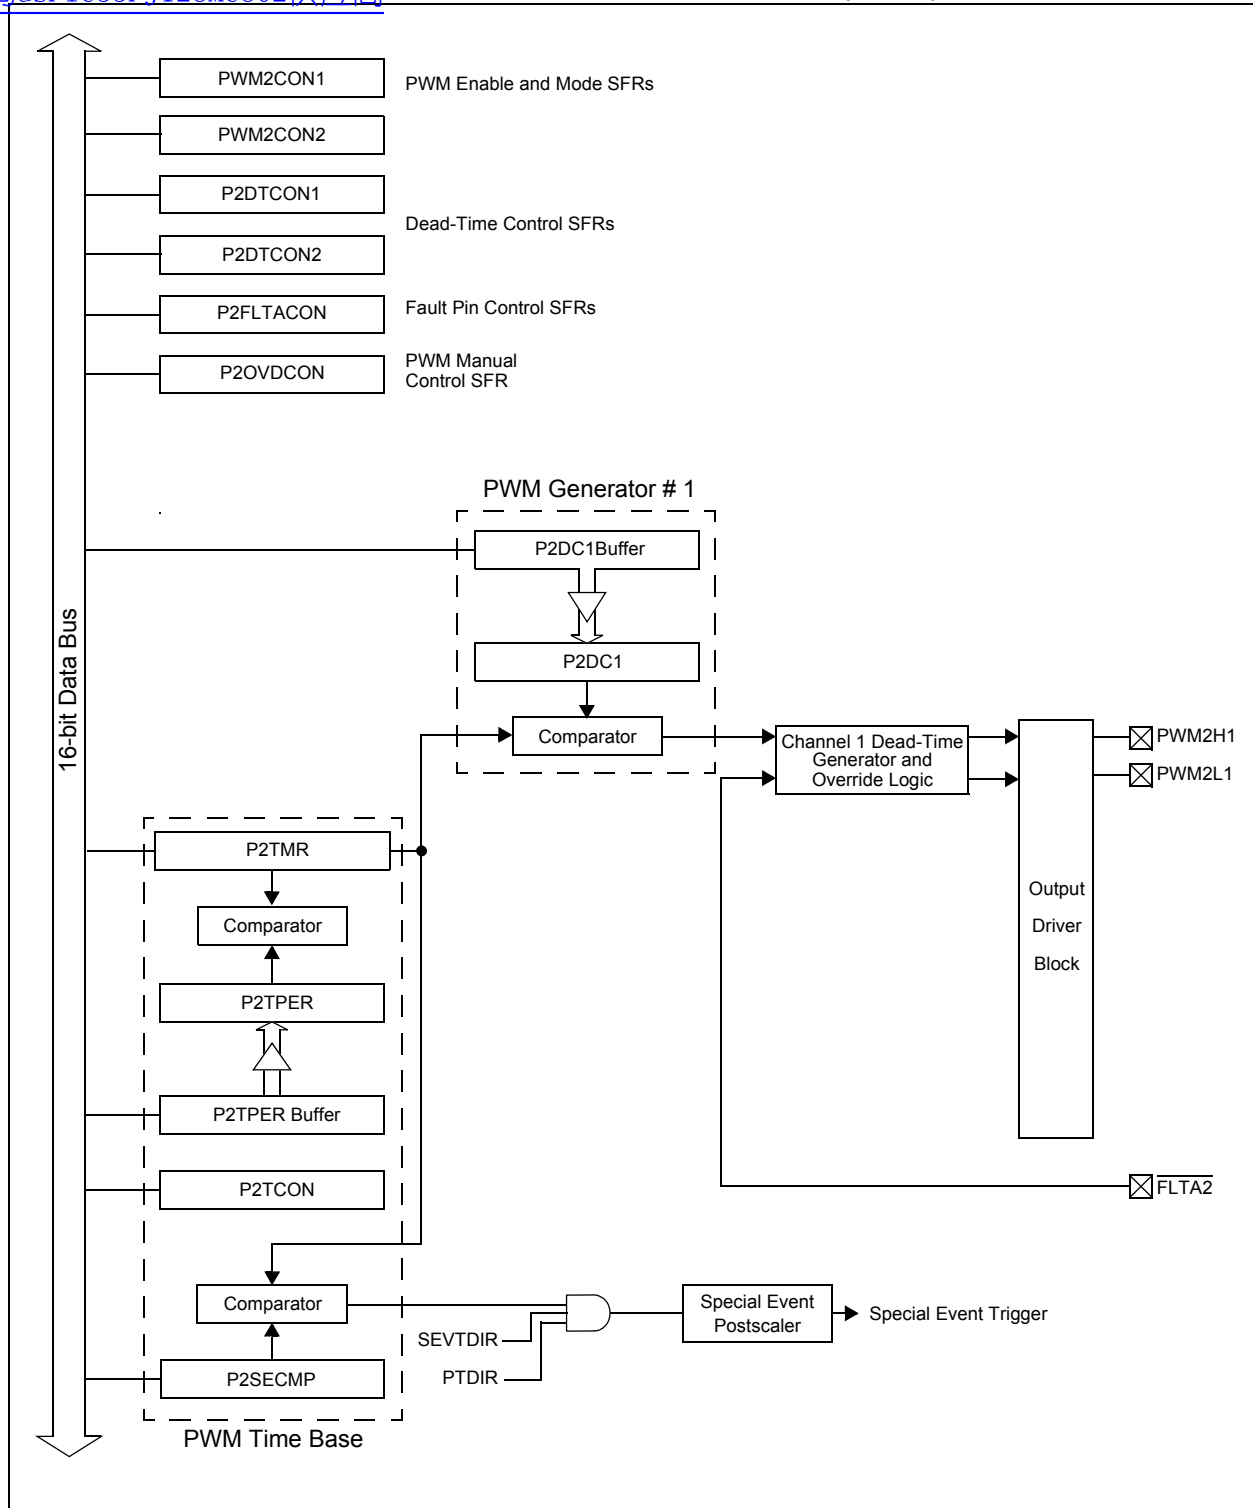 PWM2CON1
PWM Enable and Mode SFRs
PWM2CON2
P2DTCON1
Dead-Time Control SFRs
P2DTCON2
P2FLTACON
Fault Pin Control SFRs
P2OVDCON
PWM Manual
Control SFR
PWM Generator # 1
P2DC1Buffer
P2DC1
Comparator
Channel 1 Dead-Time
Generator and
Override Logic
PWM2H1
PWM2L1
16-bit Data Bus
P2TMR
Comparator
P2TPER
P2TPER Buffer
P2TCON
Output
Driver
Block
FLTA2
Comparator
SEVTDIR
PTDIR
Special Event
Postscaler
Special Event Trigger
P2SECMP
PWM Time Base